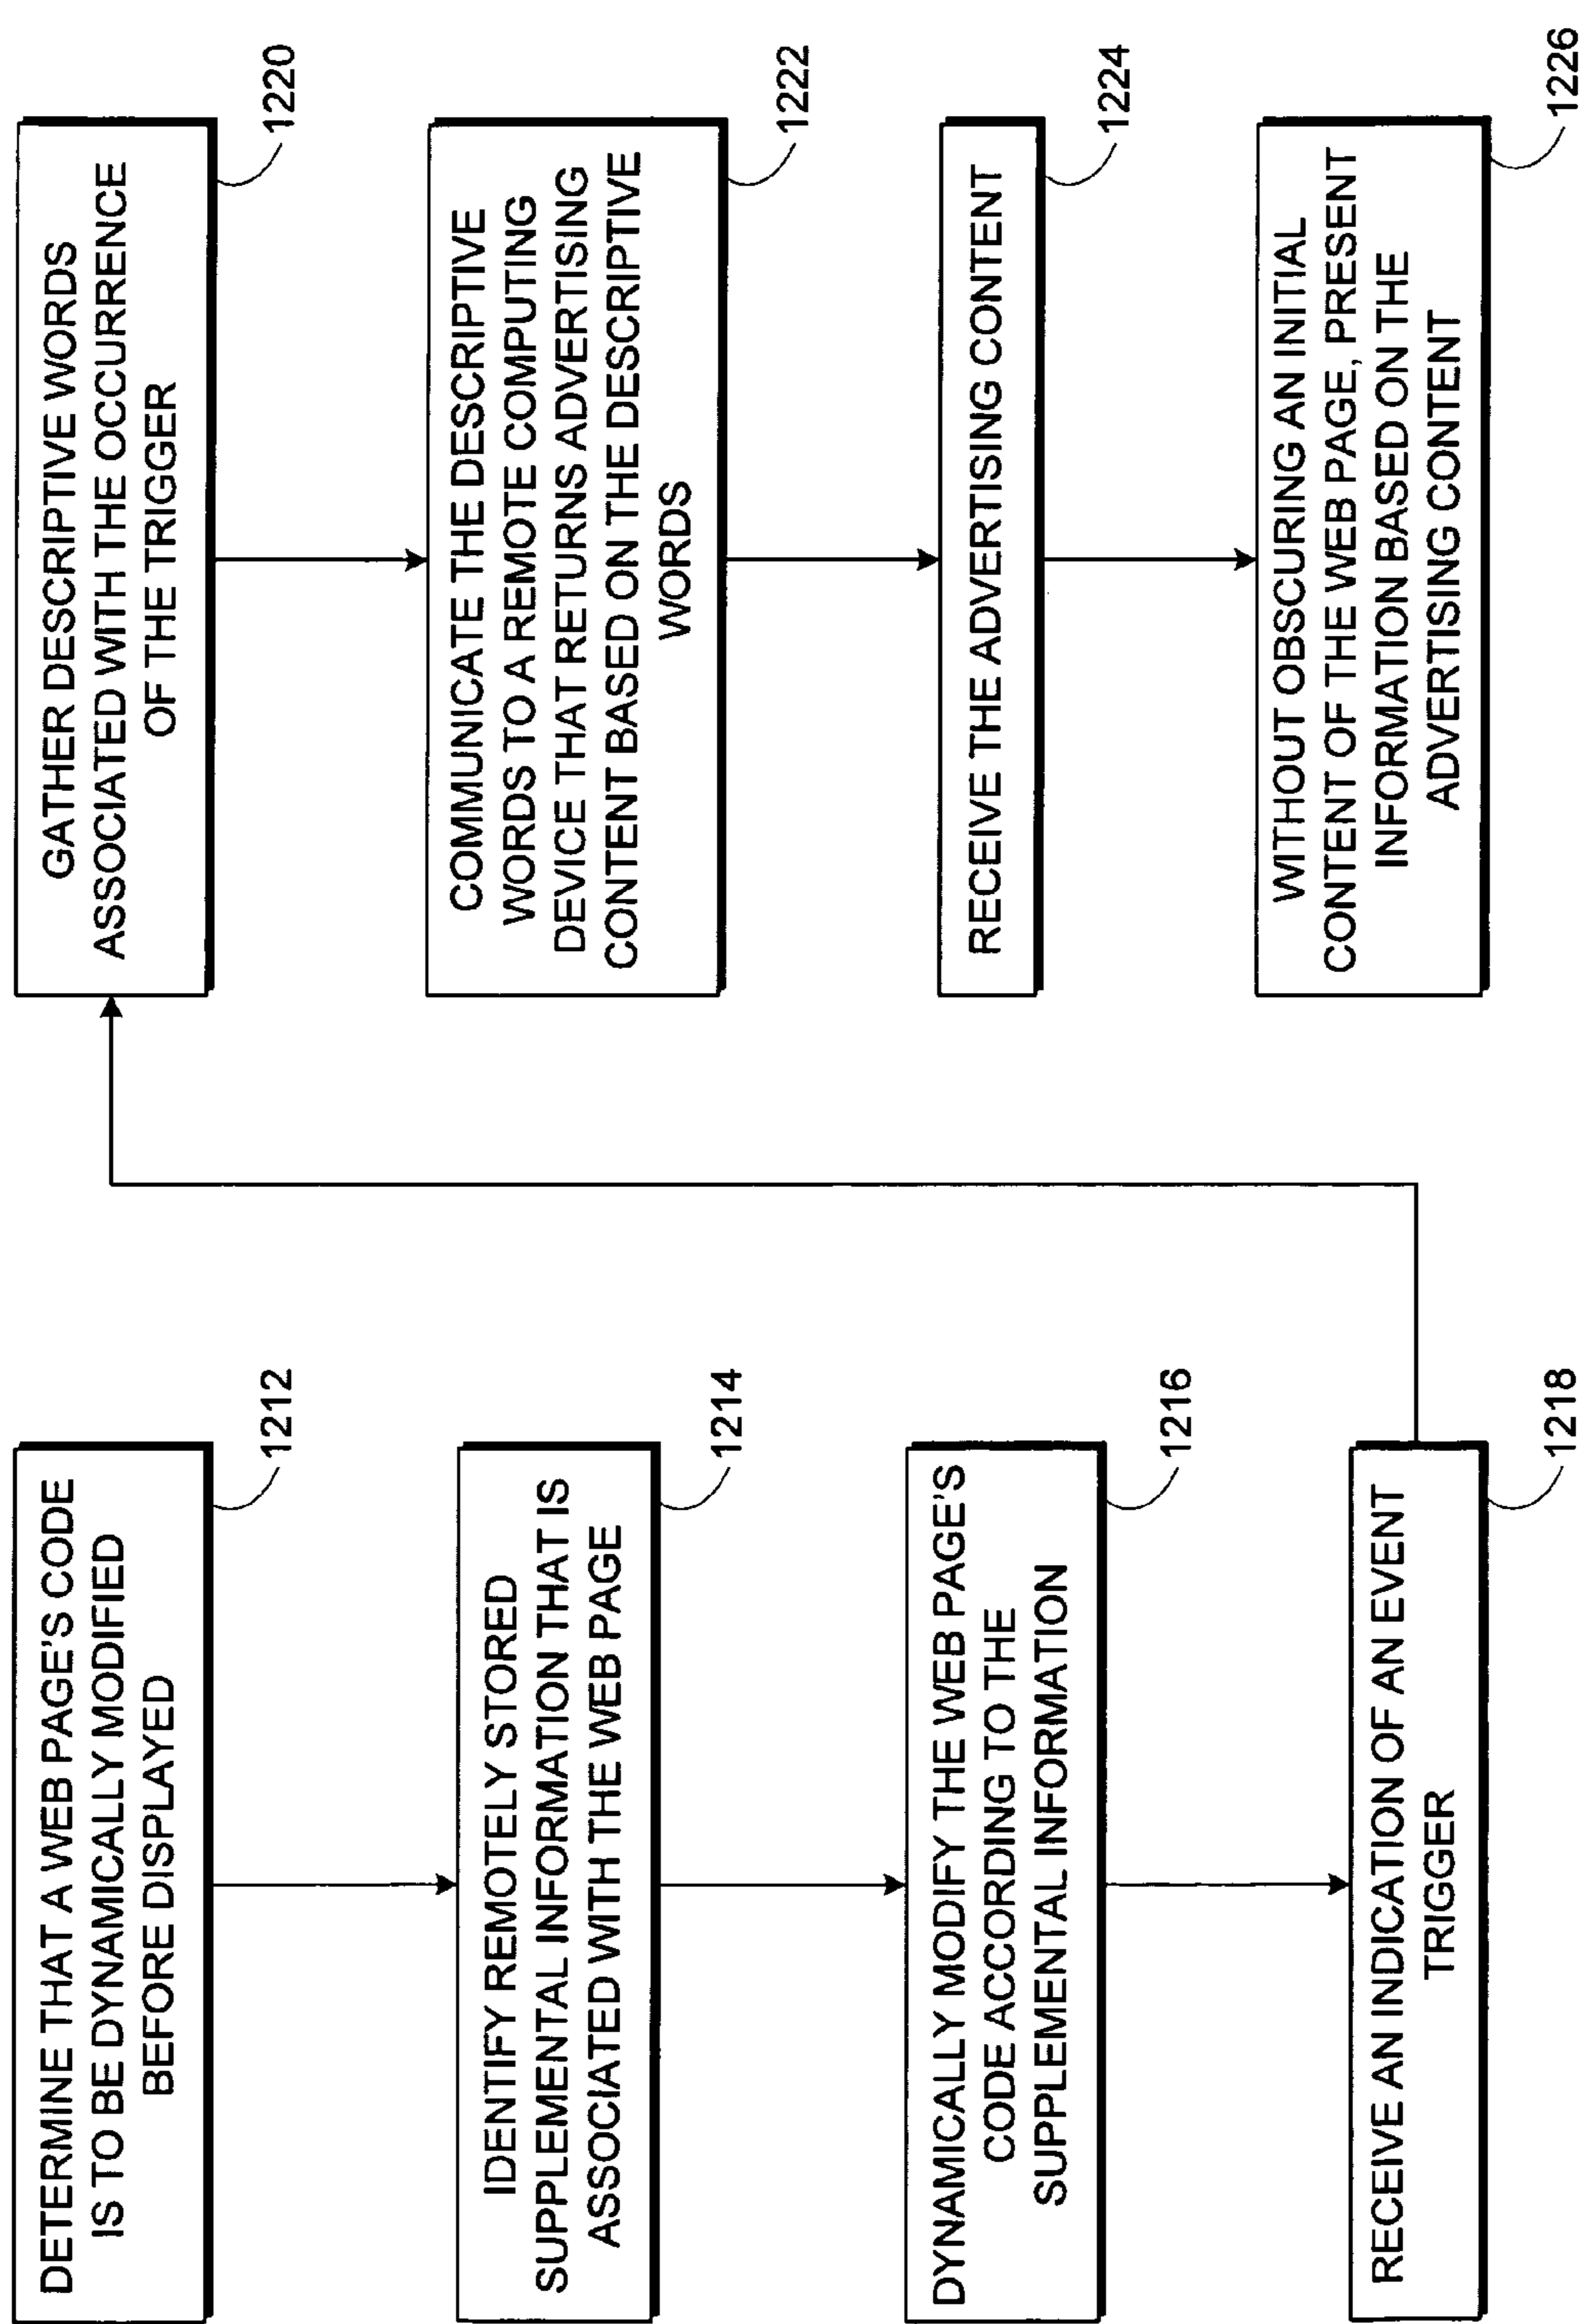 DETERMINE THAT A WEB PAGE'S CODE
IS TO BE DYNAMICALLY MODIFIED
BEFORE DISPLAYED
1212
IDENTIFY REMOTELY STORED
SUPPLEMENTAL INFORMATION THAT IS
ASSOCIATED WITH THE WEB PAGE
1214
DYNAMICALLY MODIFY THE WEB PAGE'S
CODE ACCORDING TO THE
SUPPLEMENTAL INFORMATION
1216
RECEIVE AN INDICATION OF AN EVENT
TRIGGER
1218
GATHER DESCRIPTIVE WORDS
ASSOCIATED WITH THE OCCURRENCE
OF THE TRIGGER
1220
COMMUNICATE THE DESCRIPTIVE
WORDS TO A REMOTE COMPUTING
DEVICE THAT RETURNS ADVERTISING
CONTENT BASED ON THE DESCRIPTIVE
WORDS
1222
RECEIVE THE ADVERTISING CONTENT
1224
WITHOUT OBSCURING AN INITIAL
CONTENT OF THE WEB PAGE, PRESENT
INFORMATION BASED ON THE
ADVERTISING CONTENT
1226